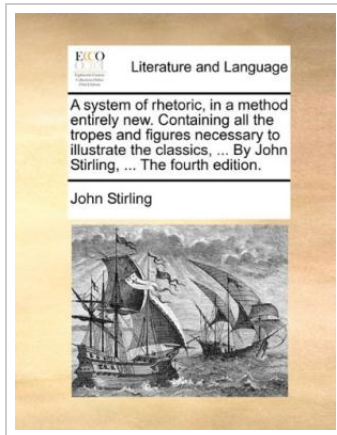 ECCO
Literature and Language
A system of rhetoric, in a method
entirely new. Containing all the
tropes and figures necessary to
illustrate the classics, ... By John
Stirling, ... The fourth edition.
John Stirling